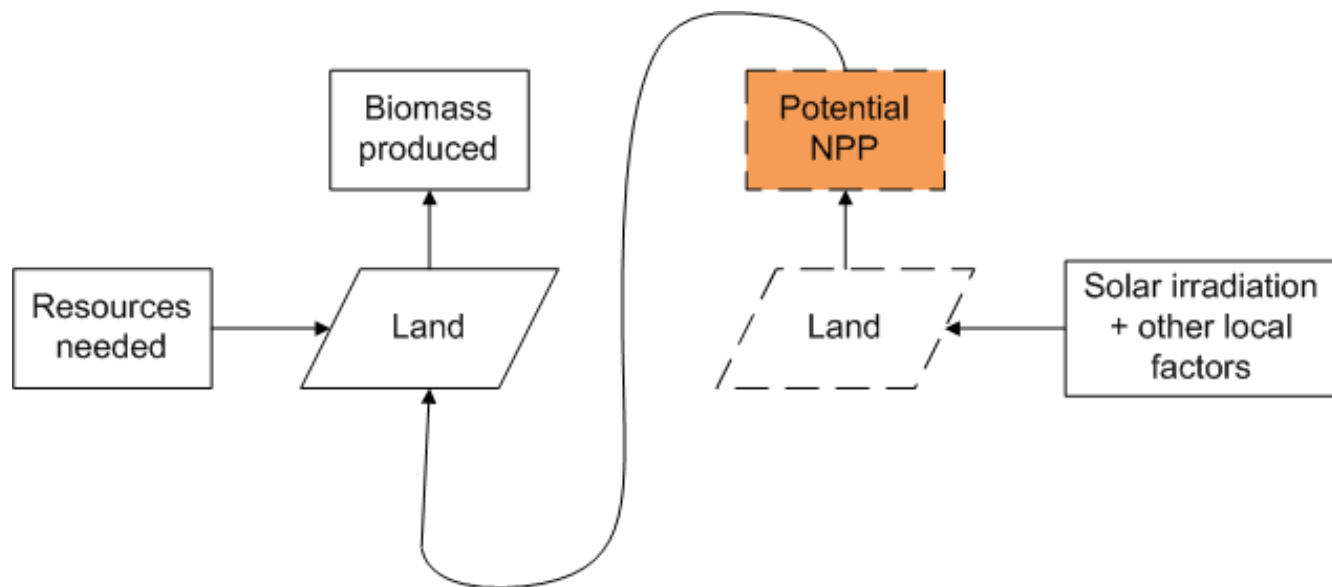 Biomass
produced
Potential
NPP
Resources
needed
Land
Land
Solar irradiation
+ other local
factors